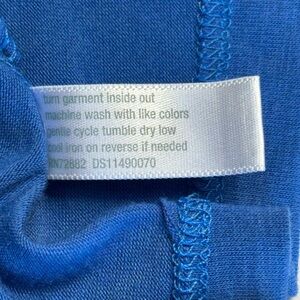 turn garment inside out
machine wash with like colors
gentle cycle tumble dry low
cool iron on reverse if needed
RN72882 DS11490070